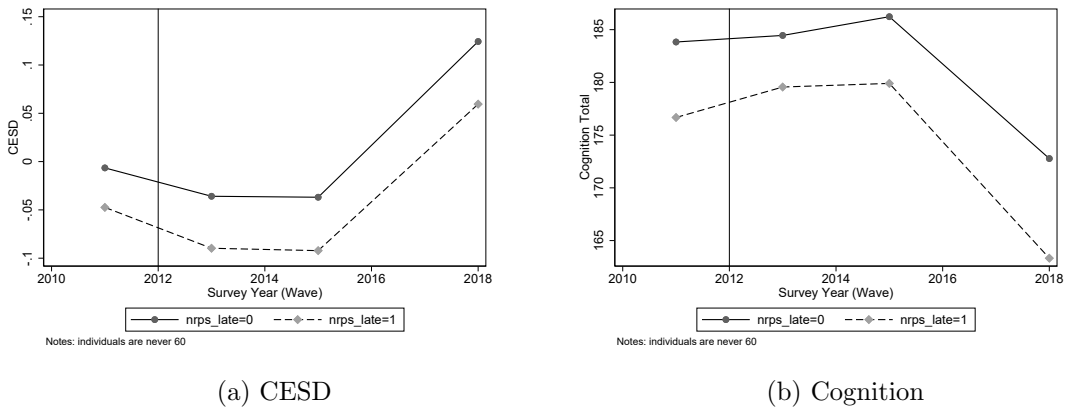 .15
.1
.05
0
-.05
-.1
CESD
2010
2012
2014
2016
2018
Survey Year (Wave)
nrps_late=0
nrps_late=1
Notes: individuals are never 60
(a) CESD
185
180
175
170
165
Cognition Total
2010
2012
2014
2016
2018
Survey Year (Wave)
nrps_late=0
nrps_late=1
Notes: individuals are never 60
(b) Cognition